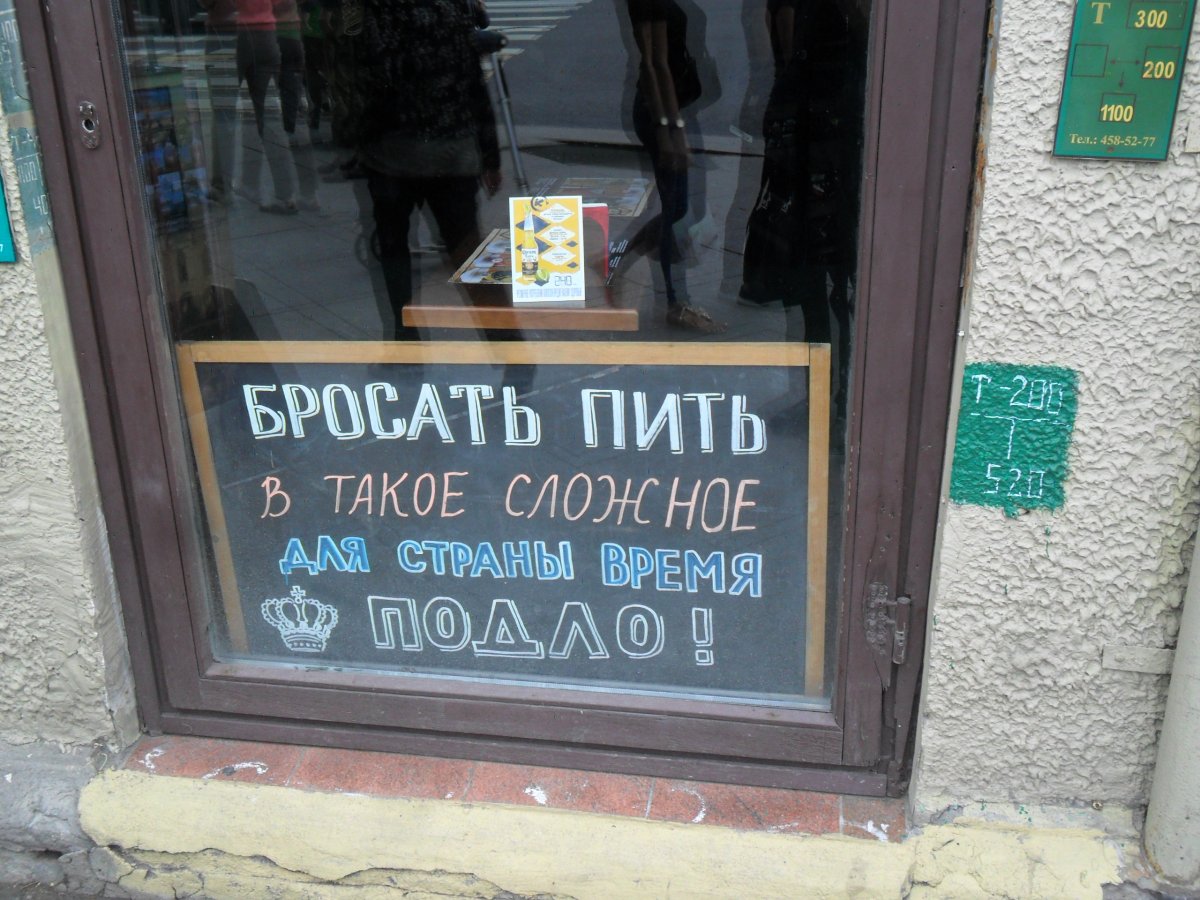 Т 300
200
1100
Тел.: 458-52-77
240
БРОСАТЬ ПИТЬ
В ТАКОЕ СЛОЖНОЕ
ДЛЯ СТРАНЫ ВРЕМЯ
ПОДЛО!
Т-200
520